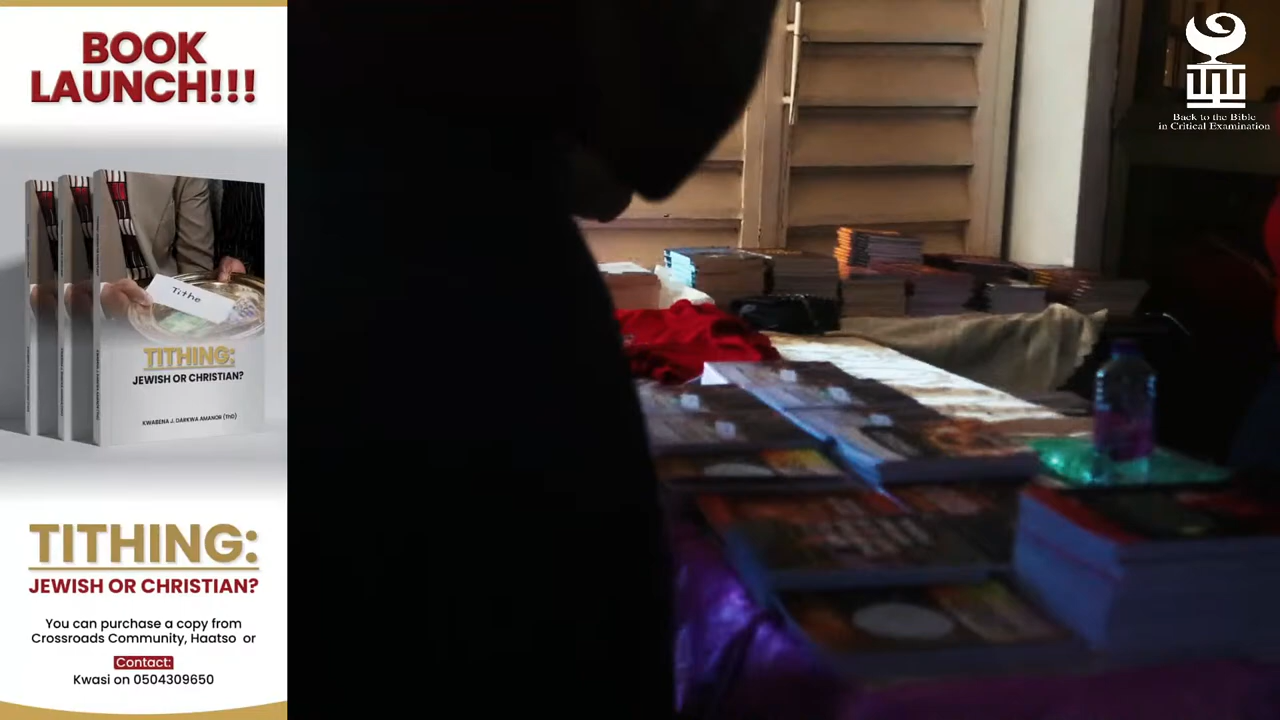 BOOK
LAUNCH!!!
Tithe
TITHING:
JEWISH OR CHRISTIAN?
KWABENA J. DARKWA AMANOR (ThD)
TITHING:
JEWISH OR CHRISTIAN?
You can purchase a copy from
Crossroads Community, Haatso or
Contact:
Kwasi on 0504309650
Back to the Bible
in Critical Examination